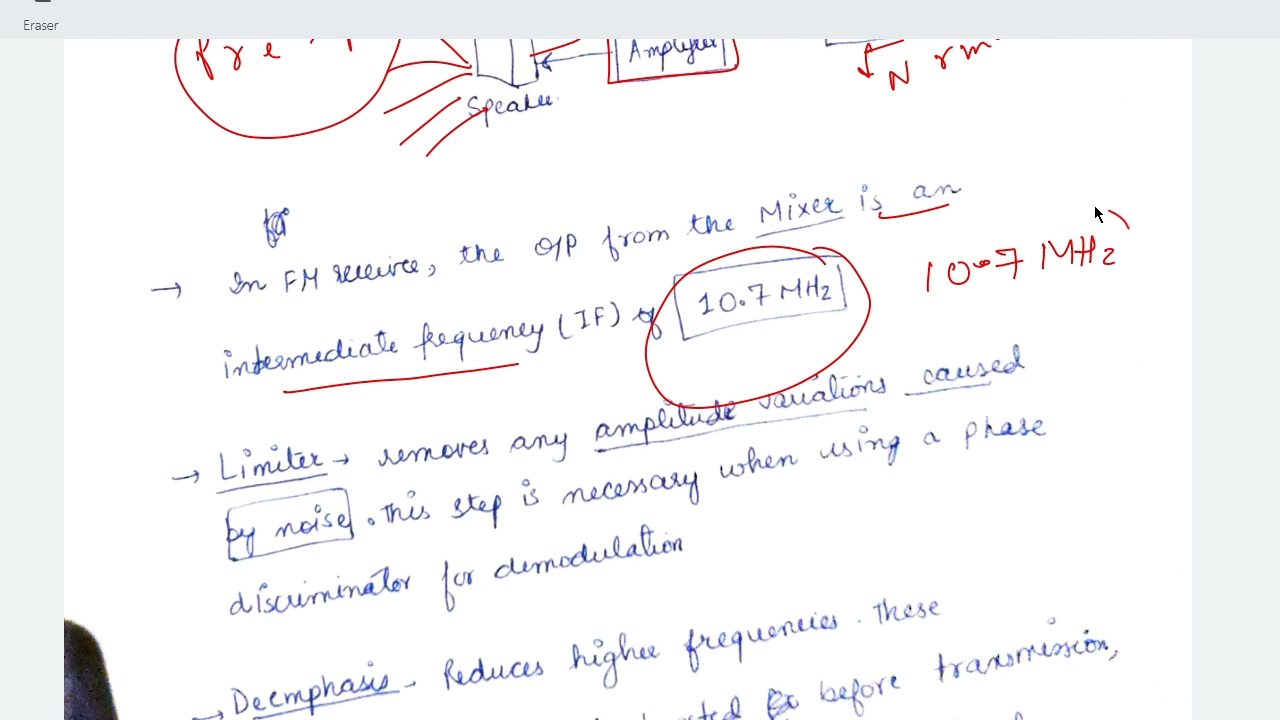 Eraser
fre
Amplifier
N rm
Speaker
→ In FM receiver, the O/P from the Mixer is an
10.7 MHz
intermediate frequency (IF) of 10.7 MHz
→ Limiter → removes any amplitude variations caused
by noise. This step is necessary when using a phase
discriminator for demodulation
→ Deemphasis - Reduces higher frequencies. These
before transmission,